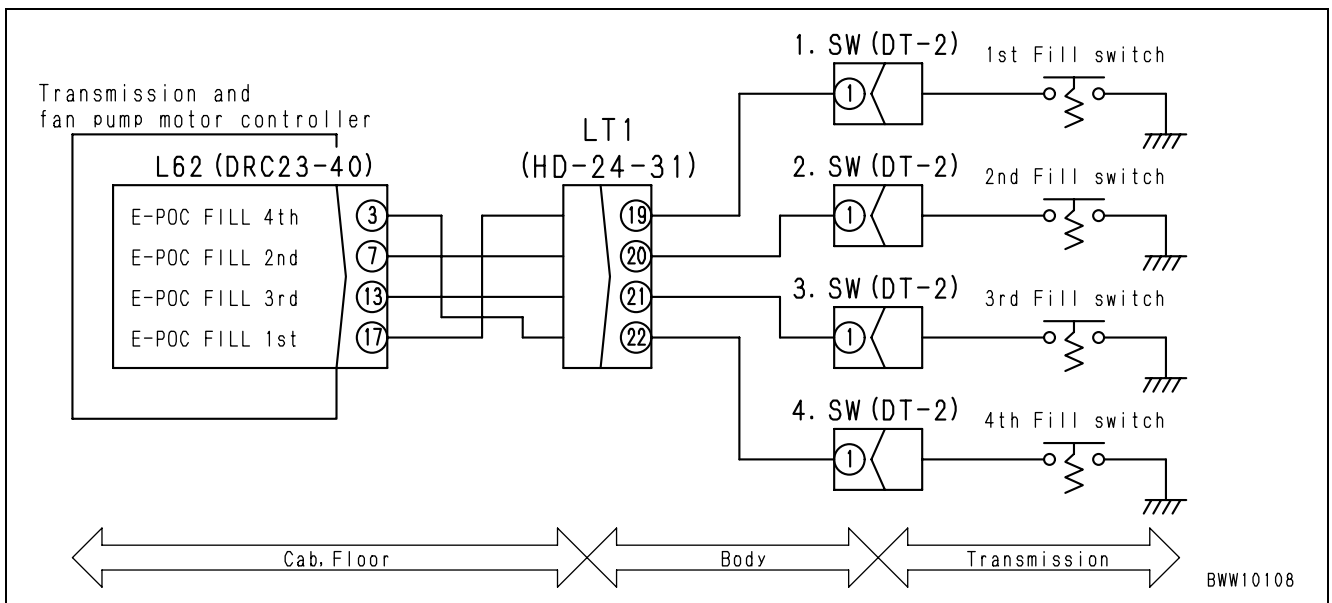 Transmission and
fan pump motor controller
L62 (DRC23-40)
E-POC FILL 4th 3
E-POC FILL 2nd 7
E-POC FILL 3rd 13
E-POC FILL 1st 17
LT1
(HD-24-31)
19
20
21
22
1. SW (DT-2)
1
1st Fill switch
2. SW (DT-2)
1
2nd Fill switch
3. SW (DT-2)
1
3rd Fill switch
4. SW (DT-2)
1
4th Fill switch
Cab, Floor
Body
Transmission
BWW10108